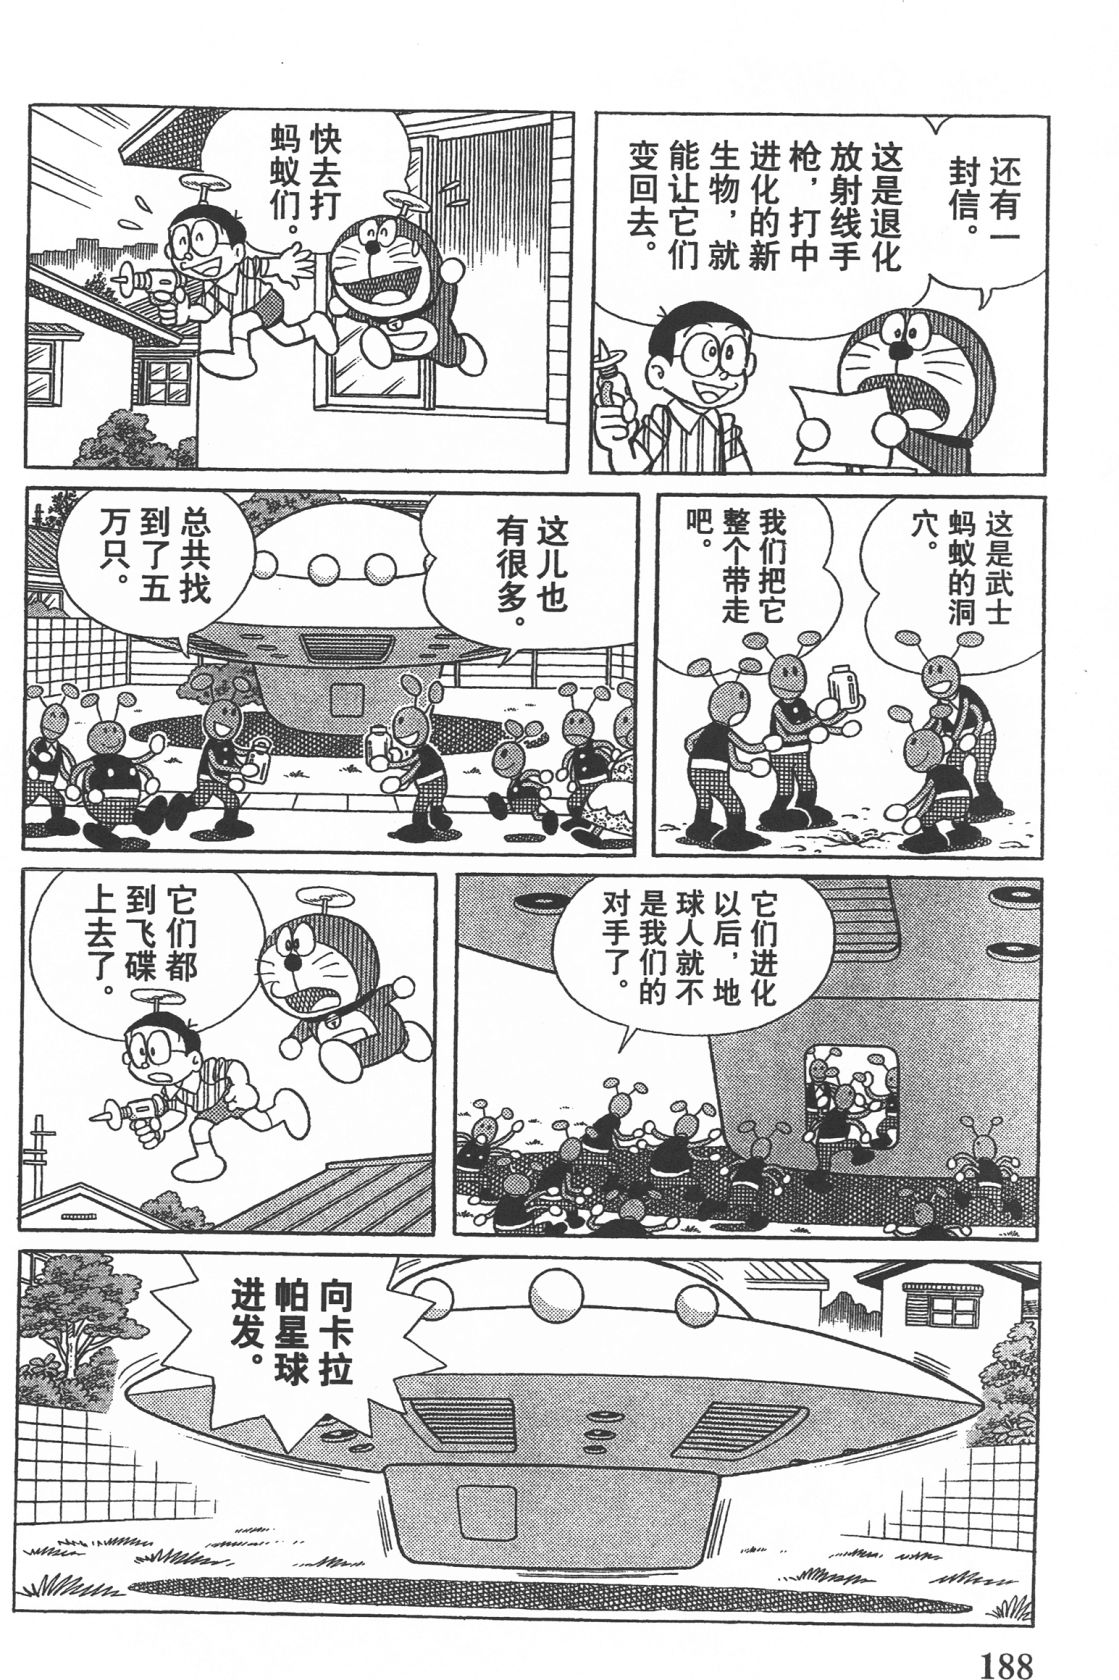 还有一
封信。
这是退化
放射线手
枪，打中
进化的新
生物，就
能让它们
变回去。
快去打
蚂蚁们。
这是武士
蚂蚁的洞
穴。
我们把它
整个带走
吧。
这儿也
有很多。
总共找
到了五
万只。
它们进化
以后，地
球人就不
是我们的
对手了。
它们都
到飞碟
上去了。
向卡拉
帕星球
进发。
188